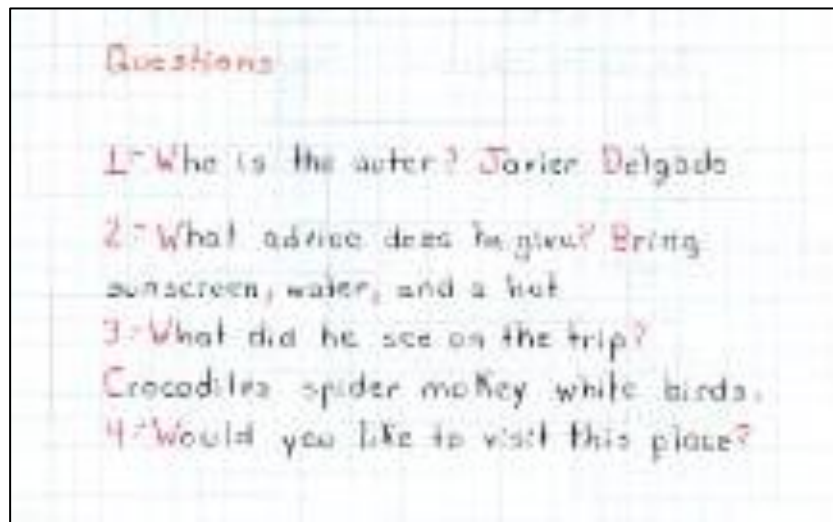 Questions
1- Who is the auter? Javier Delgado
2- What advice does he give? Bring
sunscreen, water, and a hat
3- What did he see on the trip?
Crocodiles spider moKey white birds.
4- Would you like to visit this place?